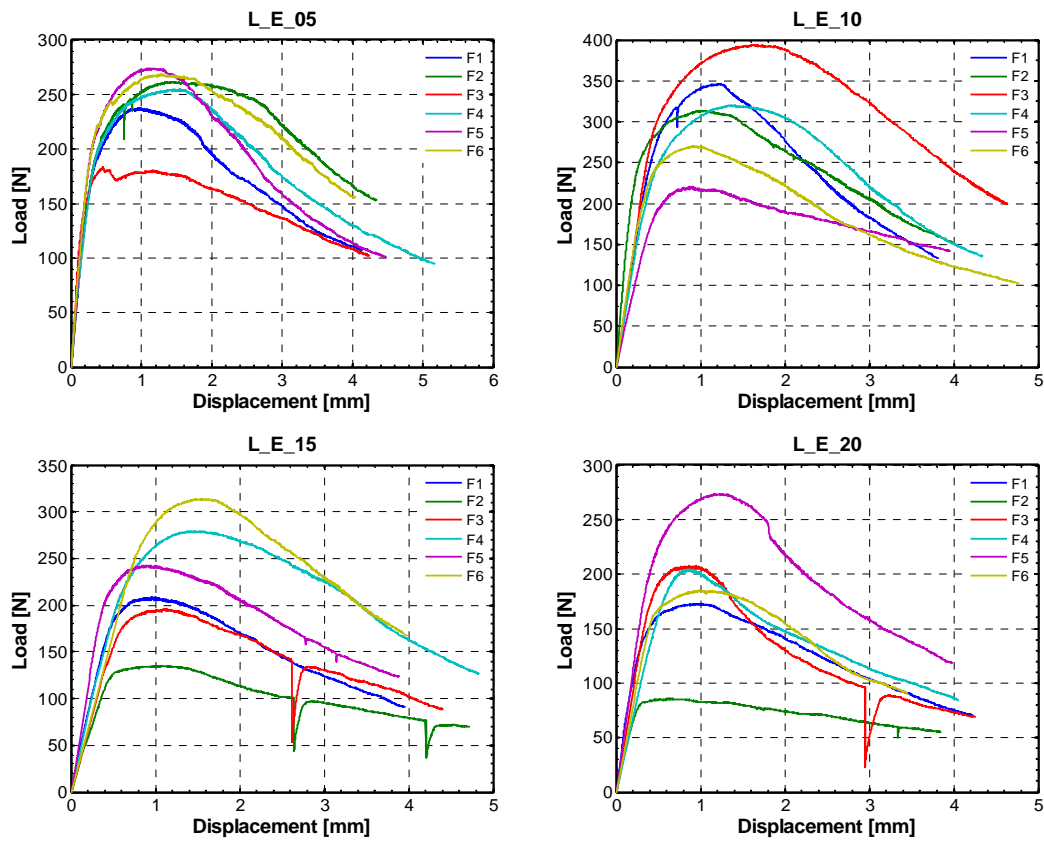 L_E_05
300
250
200
150
100
50
0
Load [N]
0 1 2 3 4 5 6
Displacement [mm]
F1
F2
F3
F4
F5
F6
L_E_10
400
350
300
250
200
150
100
50
0
Load [N]
0 1 2 3 4 5
Displacement [mm]
F1
F2
F3
F4
F5
F6
L_E_15
350
300
250
200
150
100
50
0
Load [N]
0 1 2 3 4 5
Displacement [mm]
F1
F2
F3
F4
F5
F6
L_E_20
300
250
200
150
100
50
0
Load [N]
0 1 2 3 4 5
Displacement [mm]
F1
F2
F3
F4
F5
F6